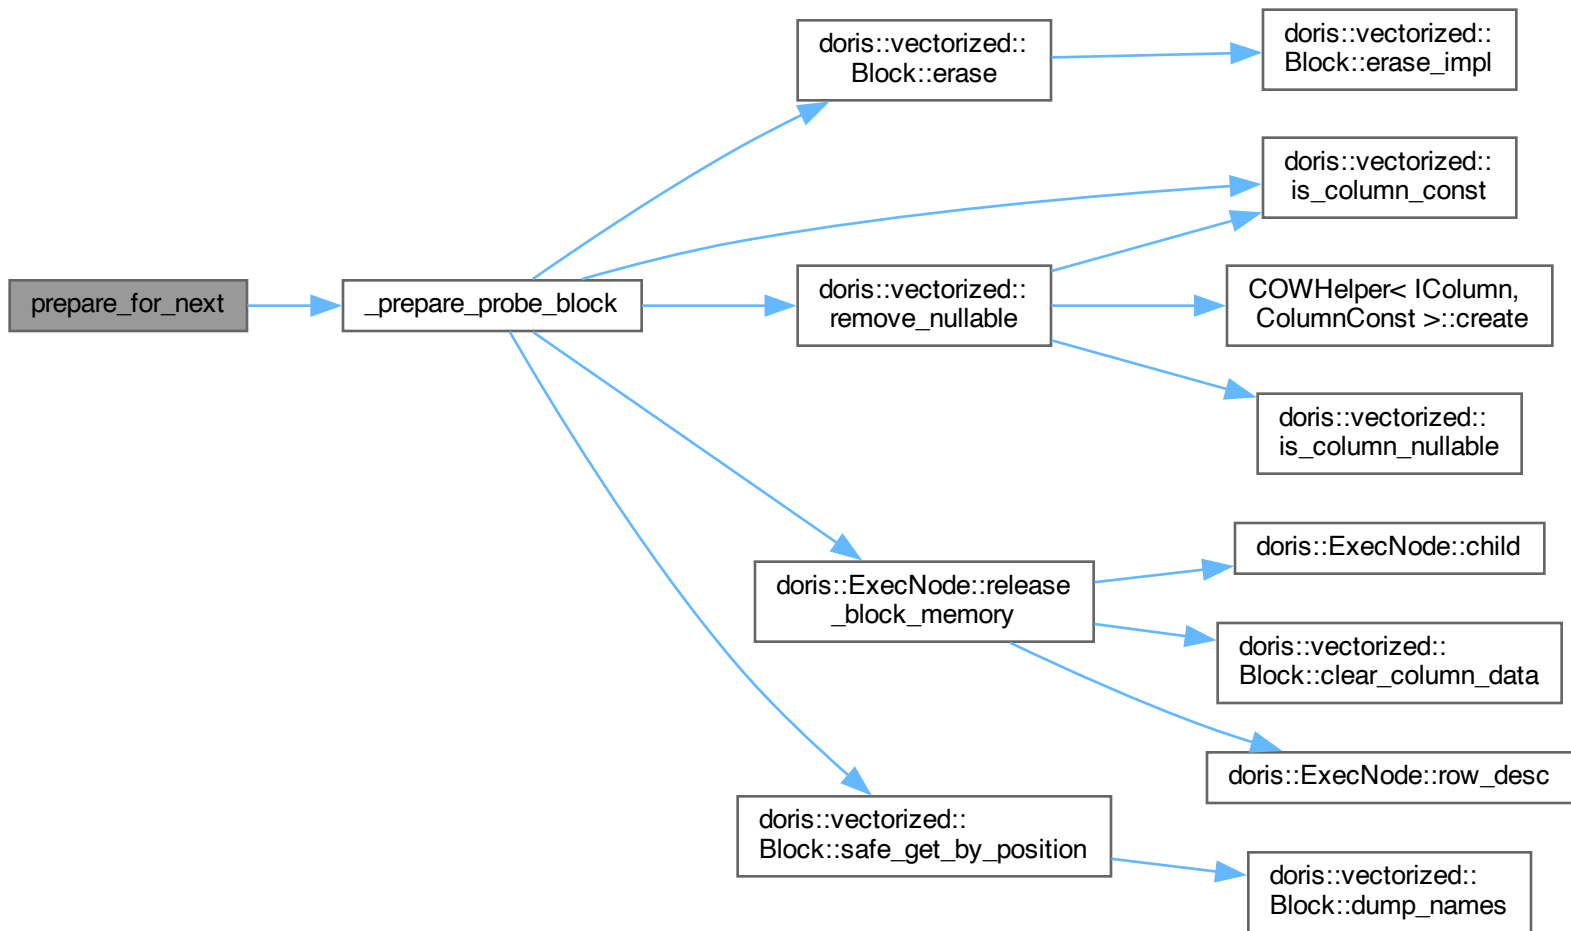 prepare_for_next
_prepare_probe_block
doris::vectorized::
Block::erase
doris::vectorized::
Block::erase_impl
doris::vectorized::
is_column_const
doris::vectorized::
remove_nullable
COWHelper< IColumn,
ColumnConst >::create
doris::vectorized::
is_column_nullable
doris::ExecNode::release
_block_memory
doris::ExecNode::child
doris::vectorized::
Block::clear_column_data
doris::ExecNode::row_desc
doris::vectorized::
Block::safe_get_by_position
doris::vectorized::
Block::dump_names